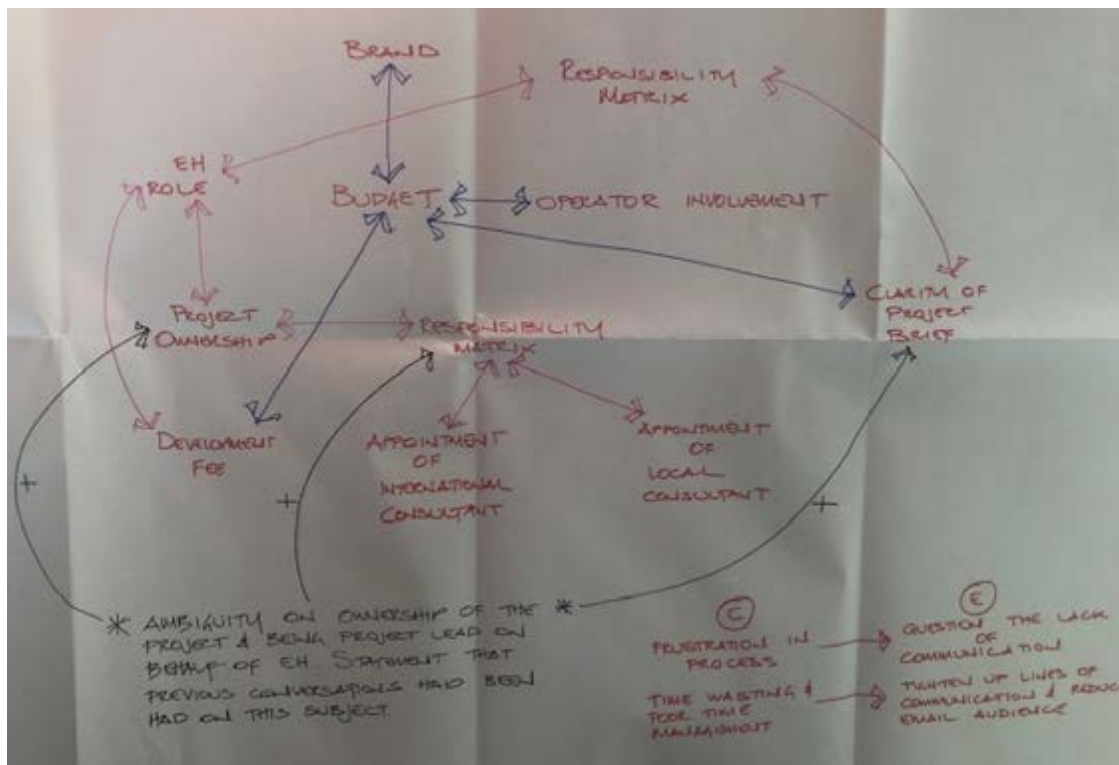 BRAND
RESPONSIBILITY
MATRIX
EH
ROLE
BUDGET
OPERATOR INVOLVEMENT
CLARITY OF
PROJECT
BRIEF
PROJECT
OWNERSHIP
RESPONSIBILITY
MATRIX
DEVELOPMENT
FEE
APPOINTMENT
OF
INTERNATIONAL
CONSULTANT
APPOINTMENT
OF
LOCAL
CONSULTANT
+
+
+
* AMBIGUITY ON OWNERSHIP OF THE *
PROJECT & BEING PROJECT LEAD ON
BEHALF OF EH. STATEMENT THAT
PREVIOUS CONVERSATIONS HAD BEEN
HAD ON THIS SUBJECT.
C
E
FRUSTRATION IN
PROCESS
QUESTION THE LACK
OF
COMMUNICATION
TIME WASTING &
POOR TIME
MANAGMENT
TIGHTEN UP LINES OF
COMMUNICATION & REDUCE
EMAIL AUDIENCE